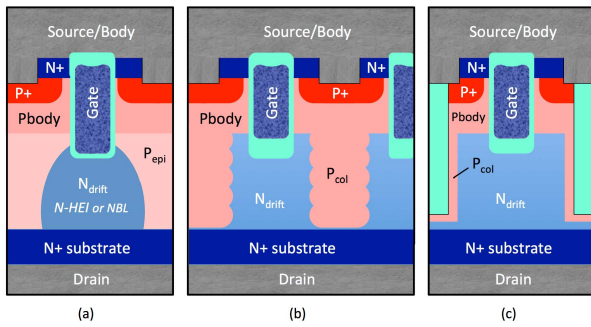 Source/Body
N+
P+
Gate
Pbody
Pepi
Ndrift
N-HEI or NBL
N+ substrate
Drain
(a)
Source/Body
N+
N+
Gate
P+
Gate
Pbody
Pcol
Ndrift
N+ substrate
Drain
(b)
Source/Body
N+
P+
Gate
Pbody
Pcol
Ndrift
N+ substrate
Drain
(c)